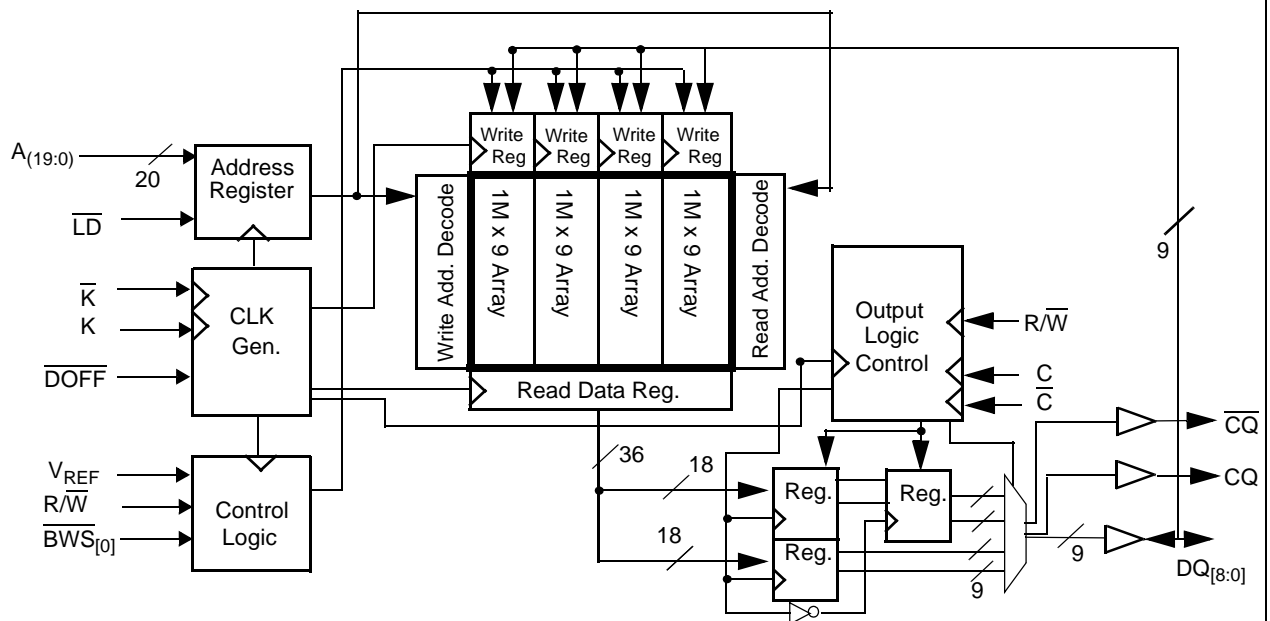 A(19:0)
20
LD
K
K
DOFF
VREF
R/W
BWS[0]
Address
Register
CLK
Gen.
Control
Logic
Write
Reg
Write
Reg
Write
Reg
Write
Reg
Write Add. Decode
1M x 9 Array
1M x 9 Array
1M x 9 Array
1M x 9 Array
Read Add. Decode
Read Data Reg.
36
18
18
Output
Logic
Control
R/W
C
C
Reg.
Reg.
Reg.
9
9
9
CQ
CQ
DQ[8:0]